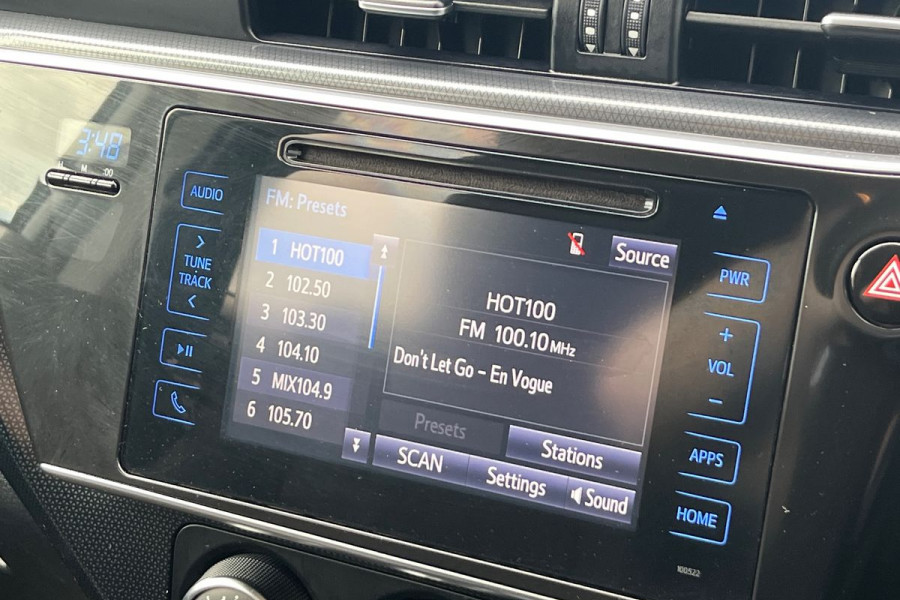 3:48
H M :00
AUDIO
TUNE
TRACK
FM: Presets
1 HOT100
2 102.50
3 103.30
4 104.10
5 MIX104.9
6 105.70
Source
HOT100
FM 100.10 MHz
Don't Let Go - En Vogue
Presets
Stations
SCAN
Settings
Sound
PWR
+
VOL
-
APPS
HOME
100522